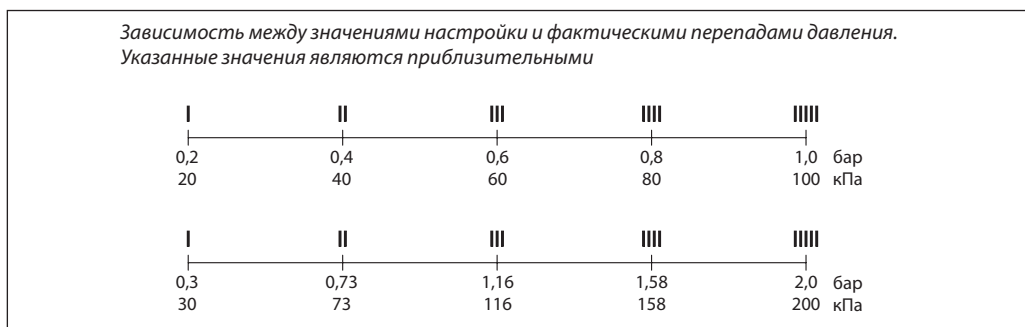 Зависимость между значениями настройки и фактическими перепадами давления.
Указанные значения являются приблизительными
I II III IIII IIIII
0,2 0,4 0,6 0,8 1,0 бар
20 40 60 80 100 кПа
I II III IIII IIIII
0,3 0,73 1,16 1,58 2,0 бар
30 73 116 158 200 кПа